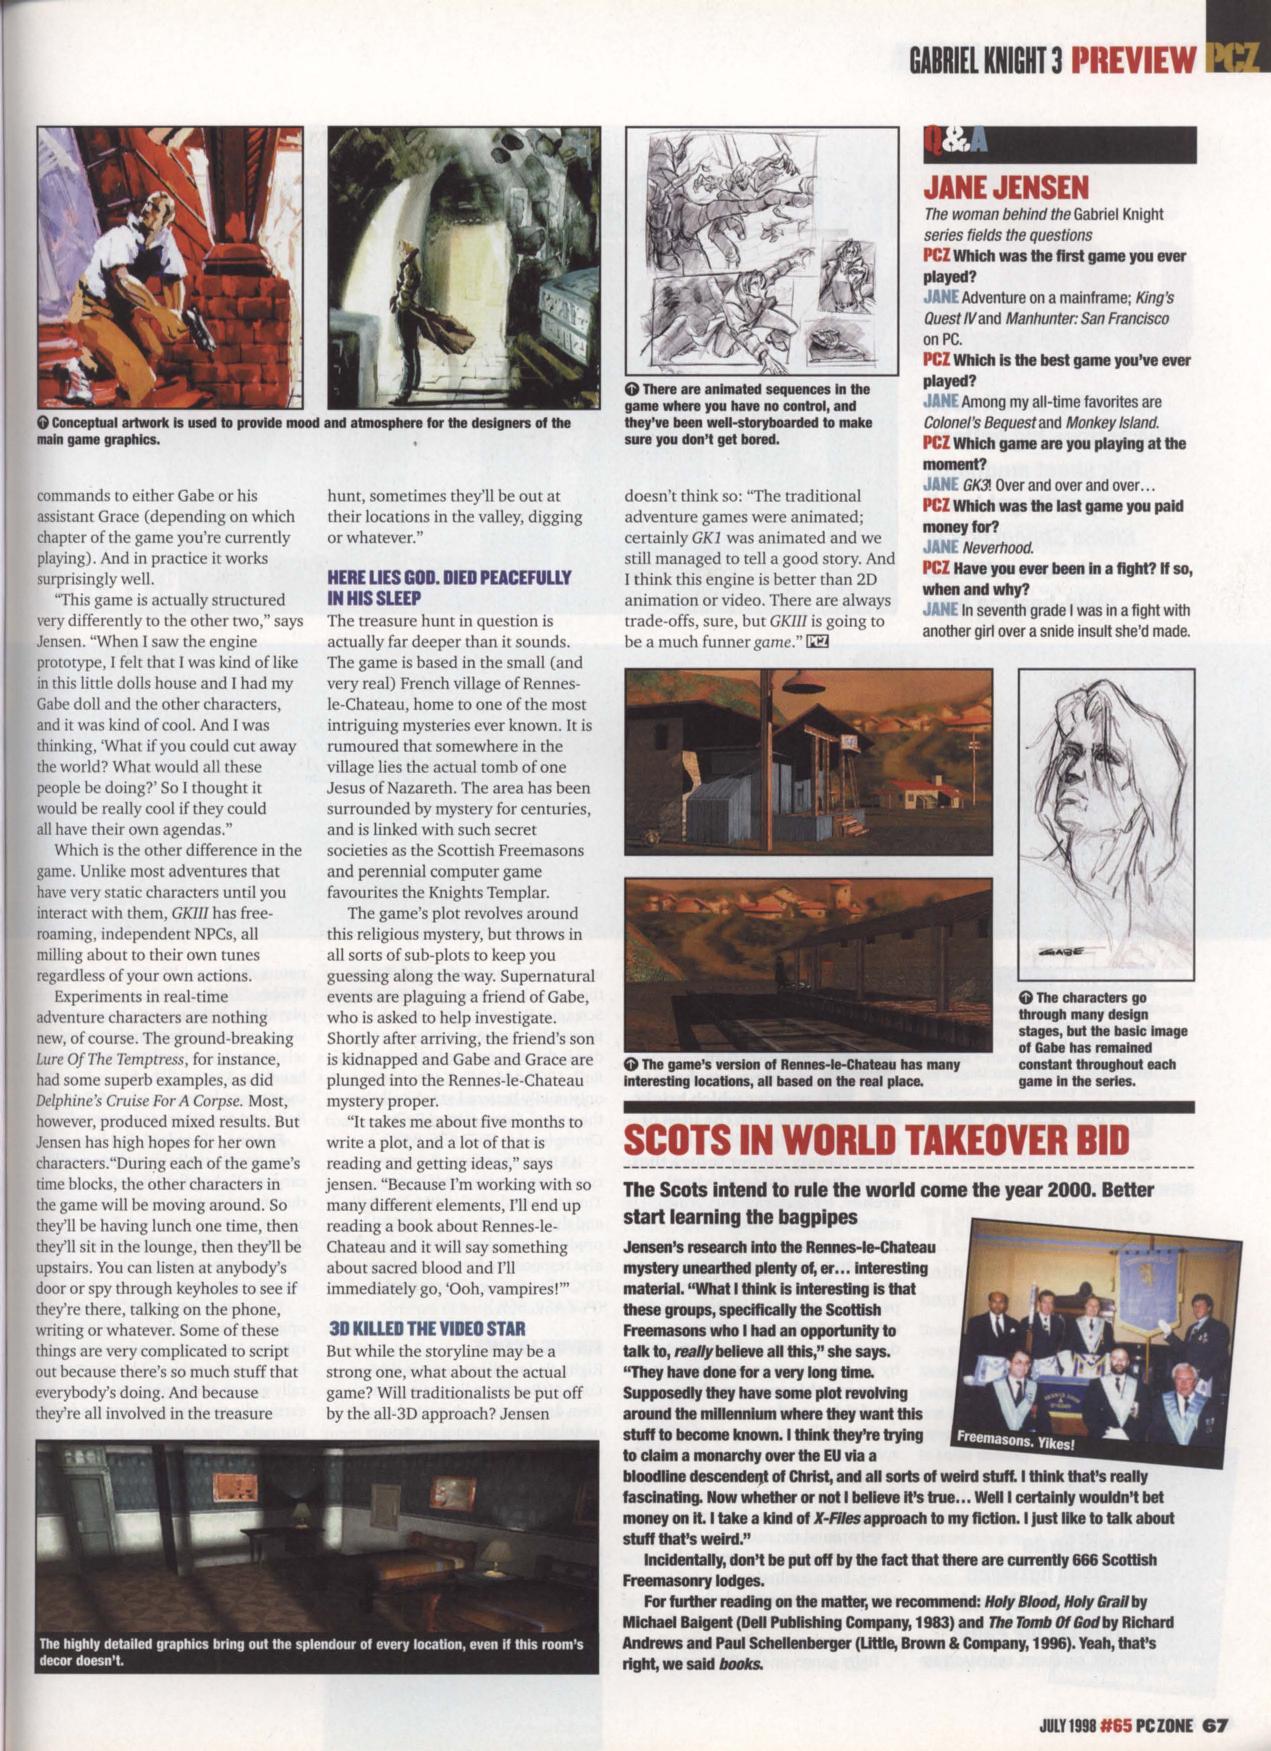 GABRIEL KNIGHT 3 PREVIEW PCZ
Conceptual artwork is used to provide mood and atmosphere for the designers of the
main game graphics.
commands to either Gabe or his
assistant Grace (depending on which
chapter of the game you're currently
playing). And in practice it works
surprisingly well.
"This game is actually structured
very differently to the other two," says
Jensen. "When I saw the engine
prototype, I felt that I was kind of like
in this little dolls house and I had my
Gabe doll and the other characters,
and it was kind of cool. And I was
thinking, 'What if you could cut away
the world? What would all these
people be doing?' So I thought it
would be really cool if they could
all have their own agendas."
Which is the other difference in the
game. Unlike most adventures that
have very static characters until you
interact with them, GKIII has free-
roaming, independent NPCs, all
milling about to their own tunes
regardless of your own actions.
Experiments in real-time
adventure characters are nothing
new, of course. The ground-breaking
Lure Of The Temptress, for instance,
had some superb examples, as did
Delphine's Cruise For A Corpse. Most,
however, produced mixed results. But
Jensen has high hopes for her own
characters."During each of the game's
time blocks, the other characters in
the game will be moving around. So
they'll be having lunch one time, then
they'll sit in the lounge, then they'll be
upstairs. You can listen at anybody's
door or spy through keyholes to see if
they're there, talking on the phone,
writing or whatever. Some of these
things are very complicated to script
out because there's so much stuff that
everybody's doing. And because
they're all involved in the treasure
hunt, sometimes they'll be out at
their locations in the valley, digging
or whatever."
HERE LIES GOD. DIED PEACEFULLY
IN HIS SLEEP
The treasure hunt in question is
actually far deeper than it sounds.
The game is based in the small (and
very real) French village of Rennes-
le-Chateau, home to one of the most
intriguing mysteries ever known. It is
rumoured that somewhere in the
village lies the actual tomb of one
Jesus of Nazareth. The area has been
surrounded by mystery for centuries,
and is linked with such secret
societies as the Scottish Freemasons
and perennial computer game
favourites the Knights Templar.
The game's plot revolves around
this religious mystery, but throws in
all sorts of sub-plots to keep you
guessing along the way. Supernatural
events are plaguing a friend of Gabe,
who is asked to help investigate.
Shortly after arriving, the friend's son
is kidnapped and Gabe and Grace are
plunged into the Rennes-le-Chateau
mystery proper.
"It takes me about five months to
write a plot, and a lot of that is
reading and getting ideas," says
jensen. "Because I'm working with so
many different elements, I'll end up
reading a book about Rennes-le-
Chateau and it will say something
about sacred blood and I'll
immediately go, 'Ooh, vampires!'"
3D KILLED THE VIDEO STAR
But while the storyline may be a
strong one, what about the actual
game? Will traditionalists be put off
by the all-3D approach? Jensen
The highly detailed graphics bring out the splendour of every location, even if this room's
decor doesn't.
There are animated sequences in the
game where you have no control, and
they've been well-storyboarded to make
sure you don't get bored.
doesn't think so: "The traditional
adventure games were animated;
certainly GK1 was animated and we
still managed to tell a good story. And
I think this engine is better than 2D
animation or video. There are always
trade-offs, sure, but GKIII is going to
be a much funner game." PCZ
Q&A
JANE JENSEN
The woman behind the Gabriel Knight
series fields the questions
PCZ Which was the first game you ever
played?
JANE Adventure on a mainframe; King's
Quest IV and Manhunter: San Francisco
on PC.
PCZ Which is the best game you've ever
played?
JANE Among my all-time favorites are
Colonel's Bequest and Monkey Island.
PCZ Which game are you playing at the
moment?
JANE GK3! Over and over and over...
PCZ Which was the last game you paid
money for?
JANE Neverhood.
PCZ Have you ever been in a fight? If so,
when and why?
JANE In seventh grade I was in a fight with
another girl over a snide insult she'd made.
GABE
The game's version of Rennes-le-Chateau has many
interesting locations, all based on the real place.
The characters go
through many design
stages, but the basic image
of Gabe has remained
constant throughout each
game in the series.
SCOTS IN WORLD TAKEOVER BID
The Scots intend to rule the world come the year 2000. Better
start learning the bagpipes
Jensen's research into the Rennes-le-Chateau
mystery unearthed plenty of, er... interesting
material. "What I think is interesting is that
these groups, specifically the Scottish
Freemasons who I had an opportunity to
talk to, really believe all this," she says.
"They have done for a very long time.
Supposedly they have some plot revolving
around the millennium where they want this
stuff to become known. I think they're trying
to claim a monarchy over the EU via a
bloodline descendent of Christ, and all sorts of weird stuff. I think that's really
fascinating. Now whether or not I believe it's true... Well I certainly wouldn't bet
money on it. I take a kind of X-Files approach to my fiction. I just like to talk about
stuff that's weird."
Incidentally, don't be put off by the fact that there are currently 666 Scottish
Freemasonry lodges.
For further reading on the matter, we recommend: Holy Blood, Holy Grail by
Michael Baigent (Dell Publishing Company, 1983) and The Tomb Of God by Richard
Andrews and Paul Schellenberger (Little, Brown & Company, 1996). Yeah, that's
right, we said books.
Freemasons. Yikes!
JULY 1998 #65 PC ZONE 67